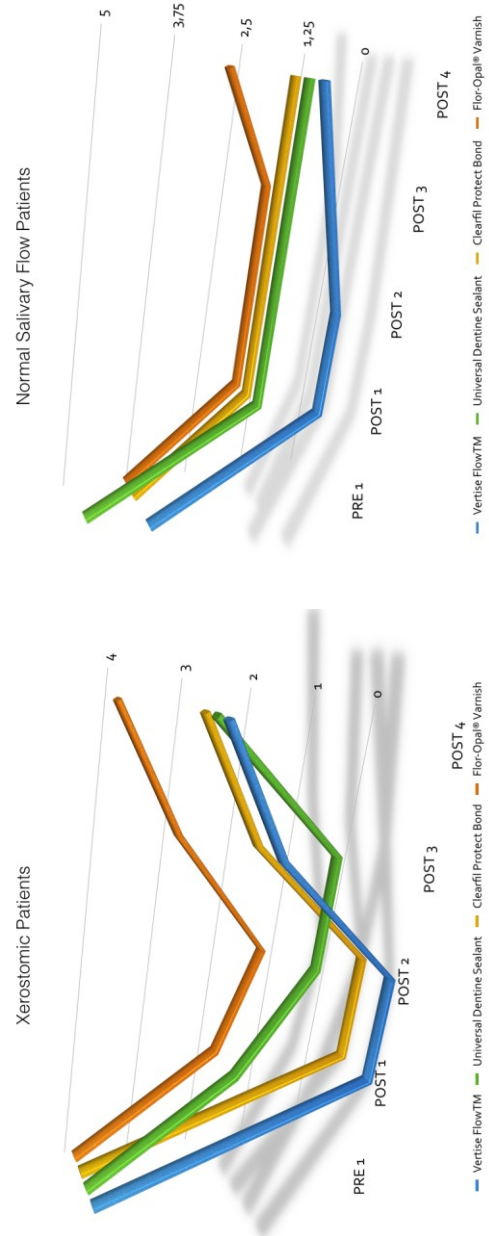 Xerostomic Patients
4
3
2
1
0
PRE 1
POST 1
POST 2
POST 3
POST 4
Vertise FlowTM
Universal Dentine Sealant
Clearfil Protect Bond
Flor-Opal® Varnish
Normal Salivary Flow Patients
5
3,75
2,5
1,25
0
PRE 1
POST 1
POST 2
POST 3
POST 4
Vertise FlowTM
Universal Dentine Sealant
Clearfil Protect Bond
Flor-Opal® Varnish